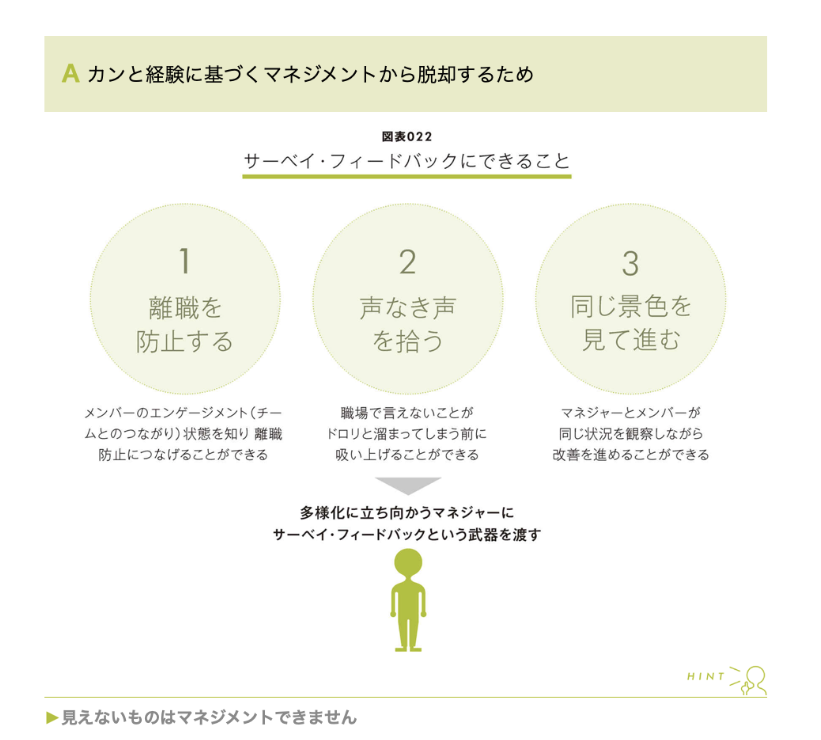 A カンと経験に基づくマネジメントから脱却するため
図表022
サーベイ・フィードバックにできること
1
離職を
防止する
メンバーのエンゲージメント(チー
ムとのつながり)状態を知り 離職
防止につなげることができる
2
声なき声
を拾う
職場で言えないことが
ドロリと溜まってしまう前に
吸い上げることができる
3
同じ景色を
見て進む
マネジャーとメンバーが
同じ状況を観察しながら
改善を進めることができる
多様化に立ち向かうマネジャーに
サーベイ・フィードバックという武器を渡す
HINT
▶見えないものはマネジメントできません